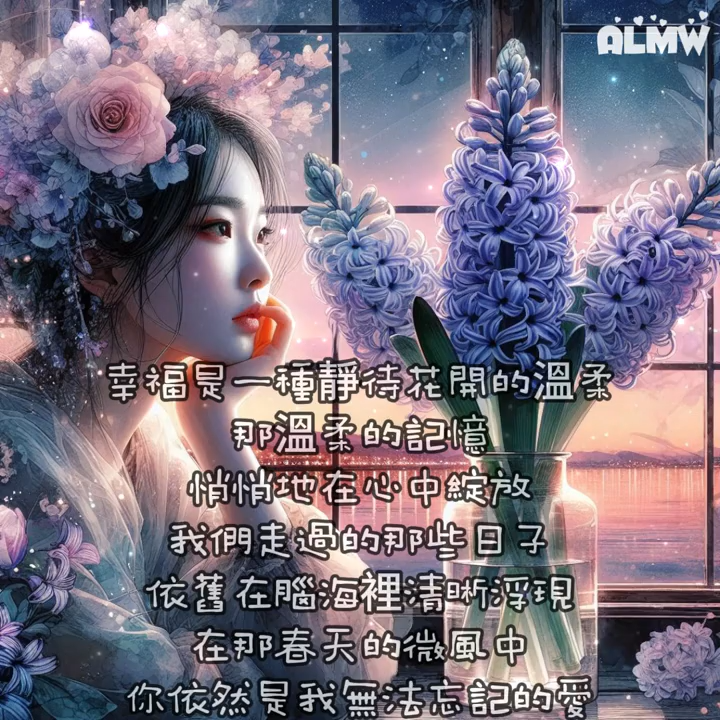 ALMW
幸福是一種靜待花開的溫柔
那溫柔的記憶
悄悄地在心中綻放
我們走過的那些日子
依舊在腦海裡清晰浮現
在那春天的微風中
你依然是我無法忘記的愛